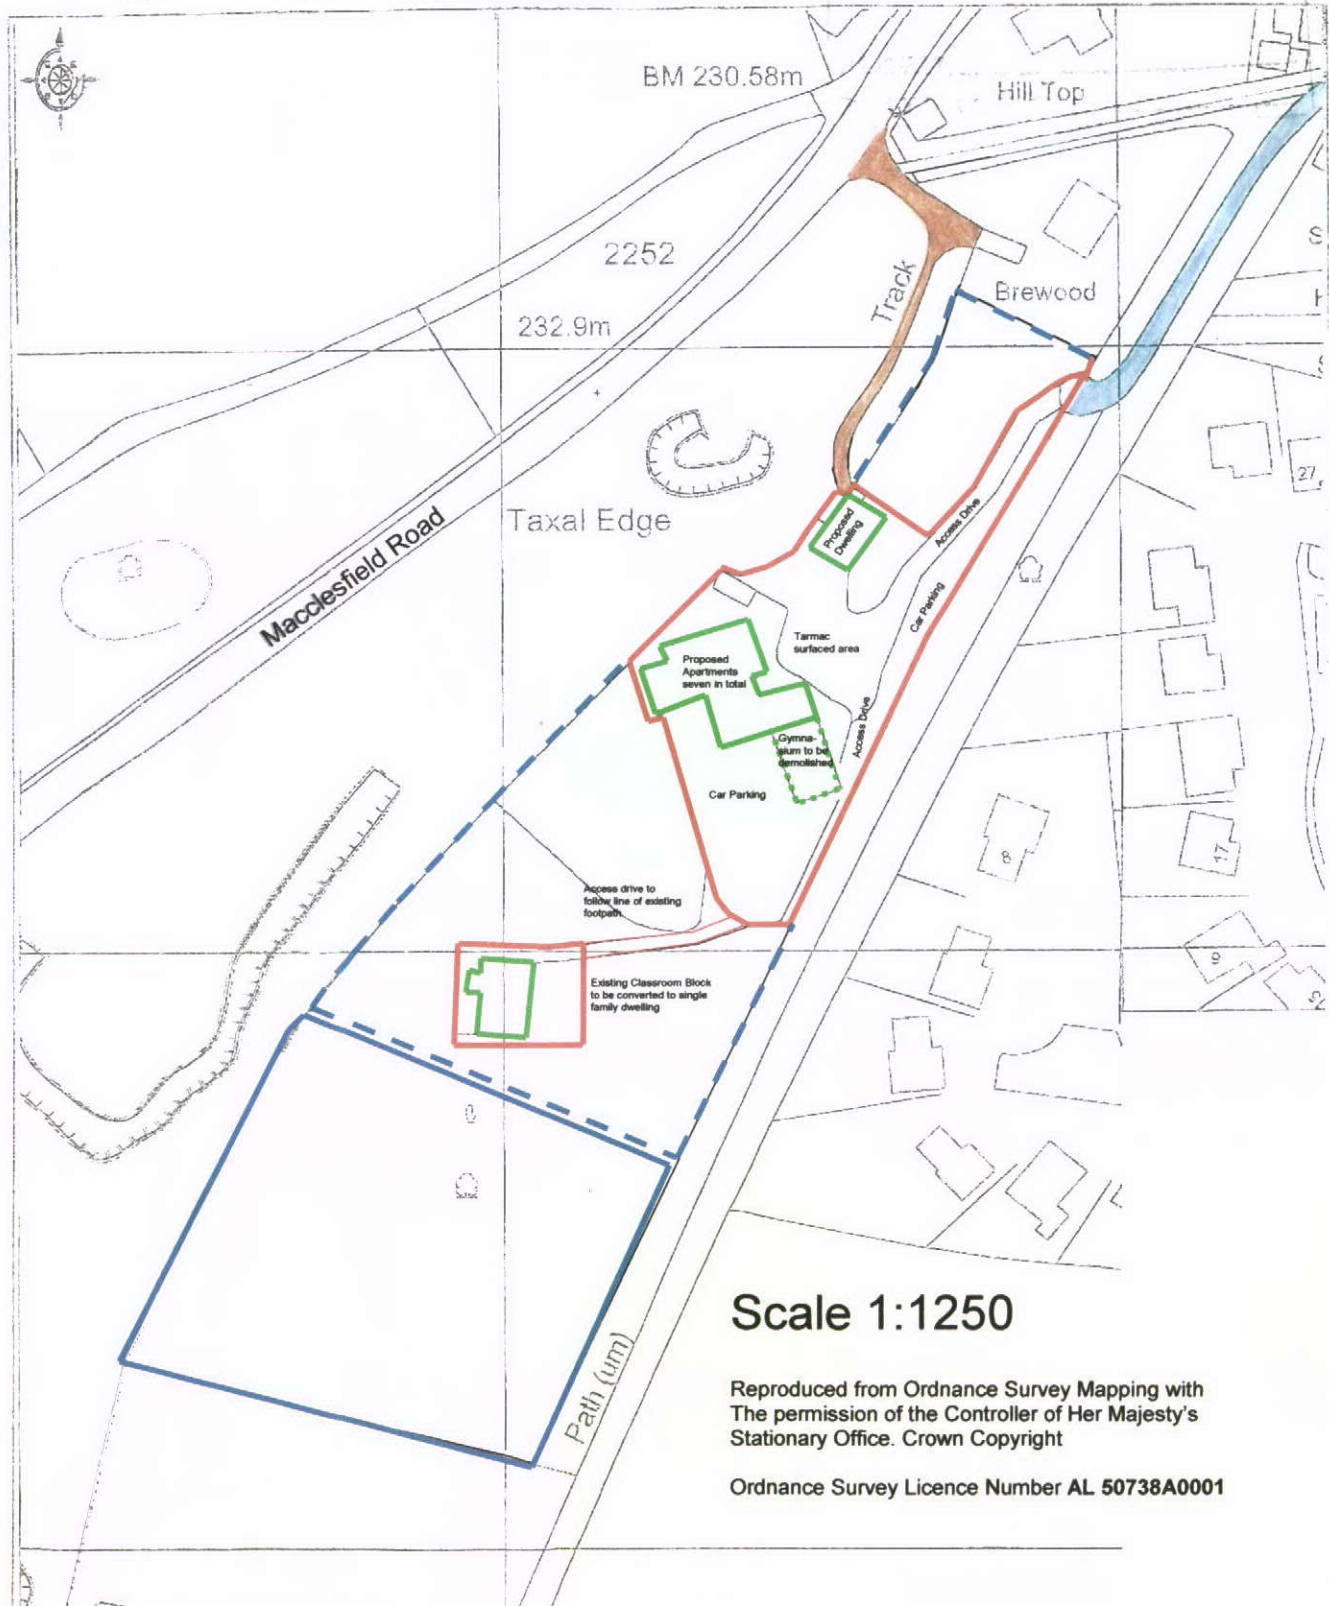 BM 230.58m
Hill Top
2252
Track
Brewood
232.9m
27
Taxal Edge
Macclesfield Road
Proposed
Dwelling
Access Drive
Car Parking
Tarmac
surfaced area
Proposed
Apartments
seven in total
Access Drive
Gymna-
sium to be
demolished
Car Parking
8
17
Access drive to
follow line of existing
footpath
9
Existing Classroom Block
to be converted to single
family dwelling
Path (um)
Scale 1:1250
Reproduced from Ordnance Survey Mapping with
The permission of the Controller of Her Majesty's
Stationary Office. Crown Copyright
Ordnance Survey Licence Number AL 50738A0001